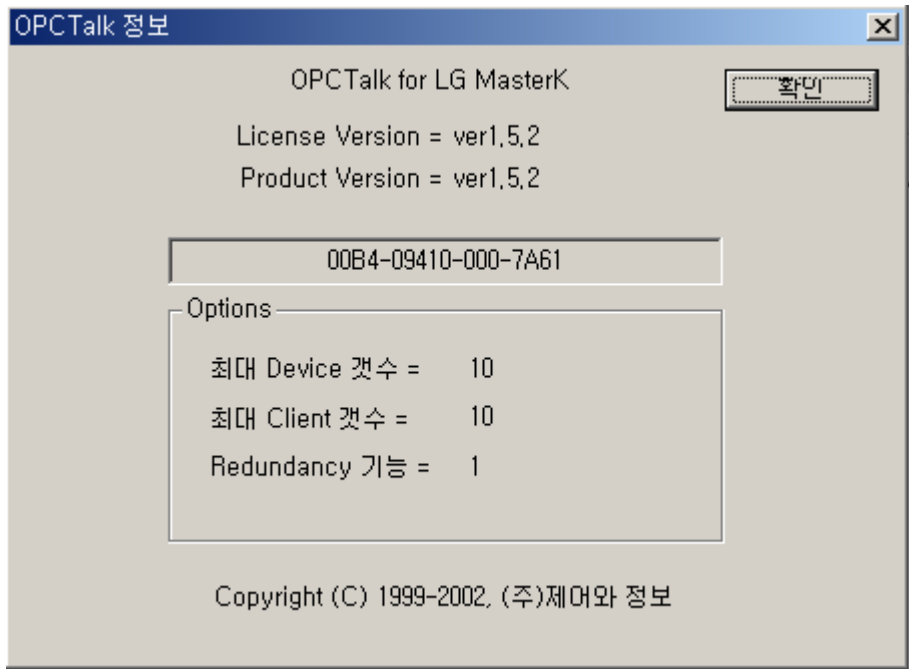 OPCTalk 정보
OPCTalk for LG MasterK
확인
License Version = ver1,5,2
Product Version = ver1,5,2
00B4-09410-000-7A61
Options
최대 Device 갯수 = 10
최대 Client 갯수 = 10
Redundancy 기능 = 1
Copyright (C) 1999-2002, (주)제어와 정보